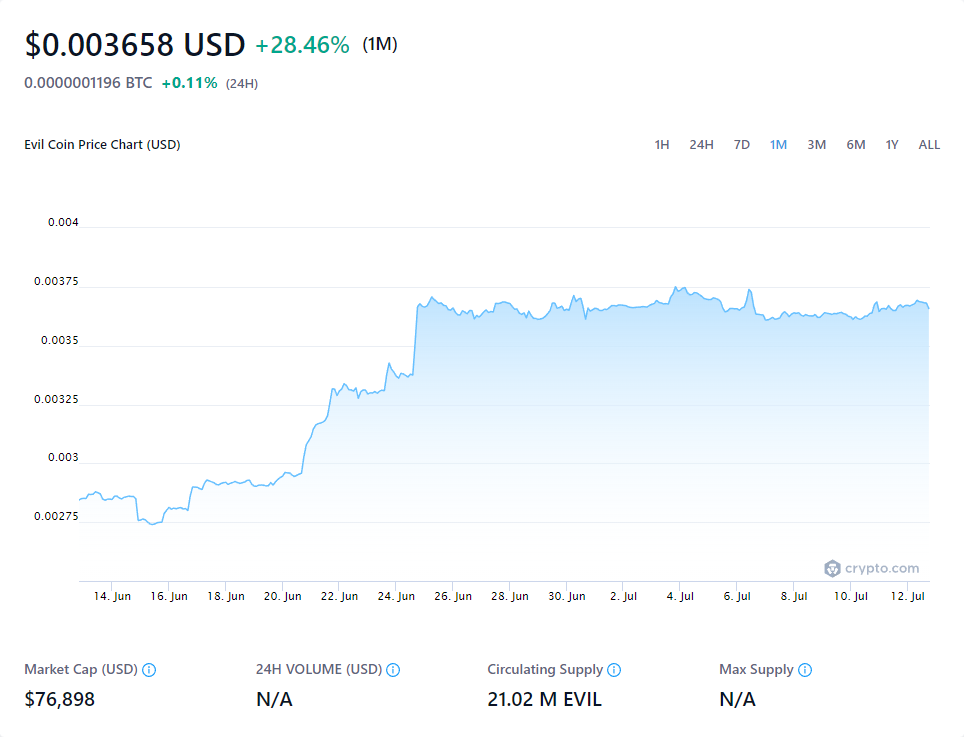 $0.003658 USD +28.46% (1M)
0.0000001196 BTC +0.11% (24H)
Evil Coin Price Chart (USD) 1H 24H 7D 1M 3M 6M 1Y ALL
0.004
0.00375
0.0035
0.00325
0.003
0.00275
crypto.com
14. Jun 16. Jun 18. Jun 20. Jun 22. Jun 24. Jun 26. Jun 28. Jun 30. Jun 2. Jul 4. Jul 6. Jul 8. Jul 10. Jul 12. Jul
Market Cap (USD) 24H VOLUME (USD) Circulating Supply Max Supply
$76,898 N/A 21.02 M EVIL N/A